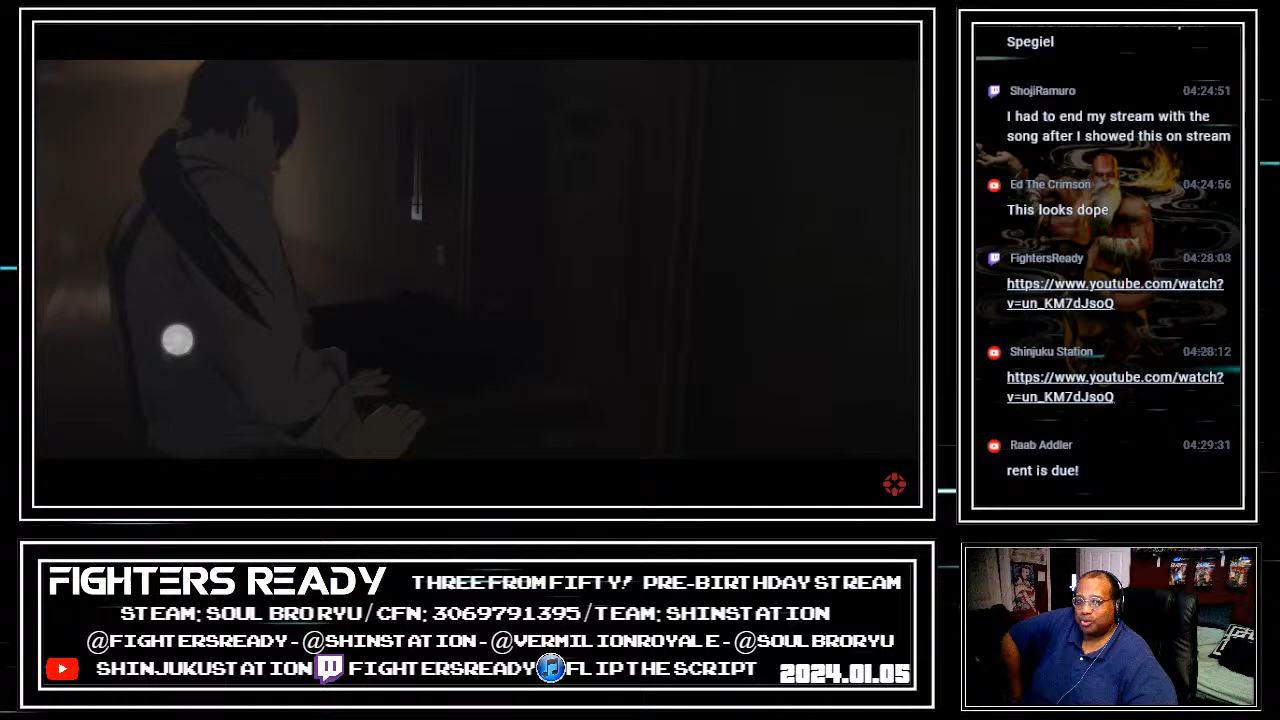 Spegiel
ShojiRamuro 04:24:51
I had to end my stream with the
song after I showed this on stream
Ed The Crimson 04:24:56
This looks dope
FightersReady 04:28:03
https://www.youtube.com/watch?
v=un_KM7dJsoQ
Shinjuku Station 04:28:12
https://www.youtube.com/watch?
v=un_KM7dJsoQ
Raab Addler 04:29:31
rent is due!
FIGHTERS READY THREE FROM FIFTY! PRE-BIRTHDAY STREAM
STEAM: SOUL BRO RYU/CFN: 3069791395/TEAM: SHINSTATION
@FIGHTERSREADY-@SHINSTATION-@VERMILIONROYALE-@SOULBRORYU
SHINJUKUSTATION FIGHTERSREADY FLIP THE SCRIPT 2024.01.05